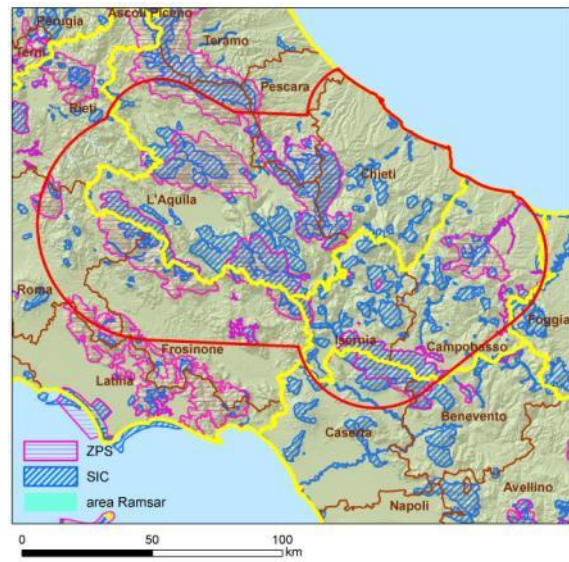 Ascoli Piceno
Perugia
Teramo
Terni
Pescara
Rieti
Chieti
L'Aquila
Roma
Foggia
Isernia
Campobasso
Frosinone
Latina
Benevento
Caserta
Avellino
Napoli
ZPS
SIC
area Ramsar
0 50 100
km